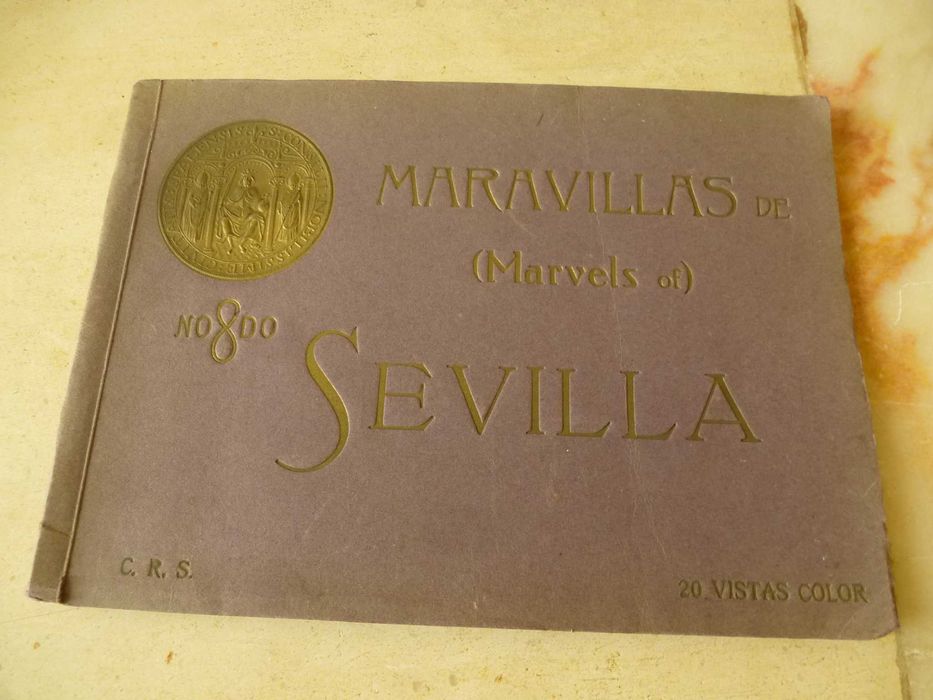 MARAVILLAS DE
(Marvels of)
NO8DO
SEVILLA
C. R. S.
20 VISTAS COLOR